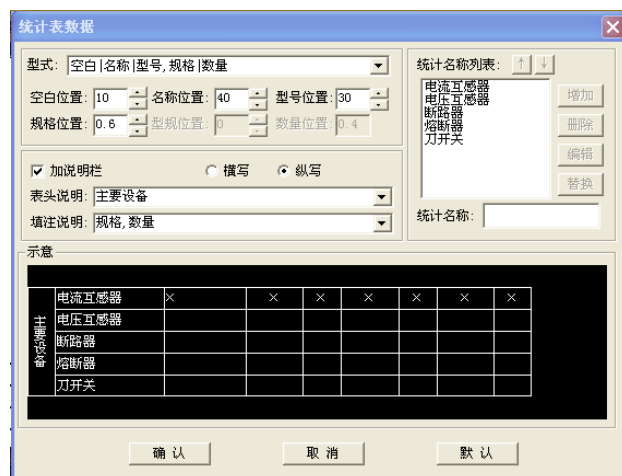 统计表数据
型式: 空白|名称|型号,规格|数量
空白位置: 10 名称位置: 40 型号位置: 30
规格位置: 0.6 型规位置: 0 数量位置: 0.4
加说明栏 横写 纵写
表头说明: 主要设备
填注说明: 规格,数量
统计名称列表: ↑ ↓
电流互感器
电压互感器
断路器
熔断器
刀开关
增加
删除
编辑
替换
统计名称:
示意
主要设备
电流互感器 × × × × × × ×
电压互感器
断路器
熔断器
刀开关
确 认 取 消 默 认